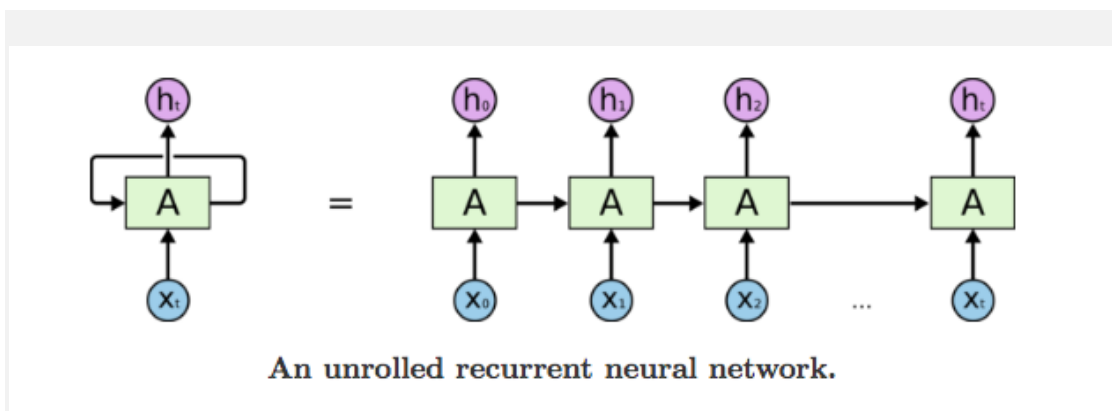 hₜ h₀ h₁ h₂ hₜ
A = A A A A
xₜ x₀ x₁ x₂ ... xₜ
An unrolled recurrent neural network.